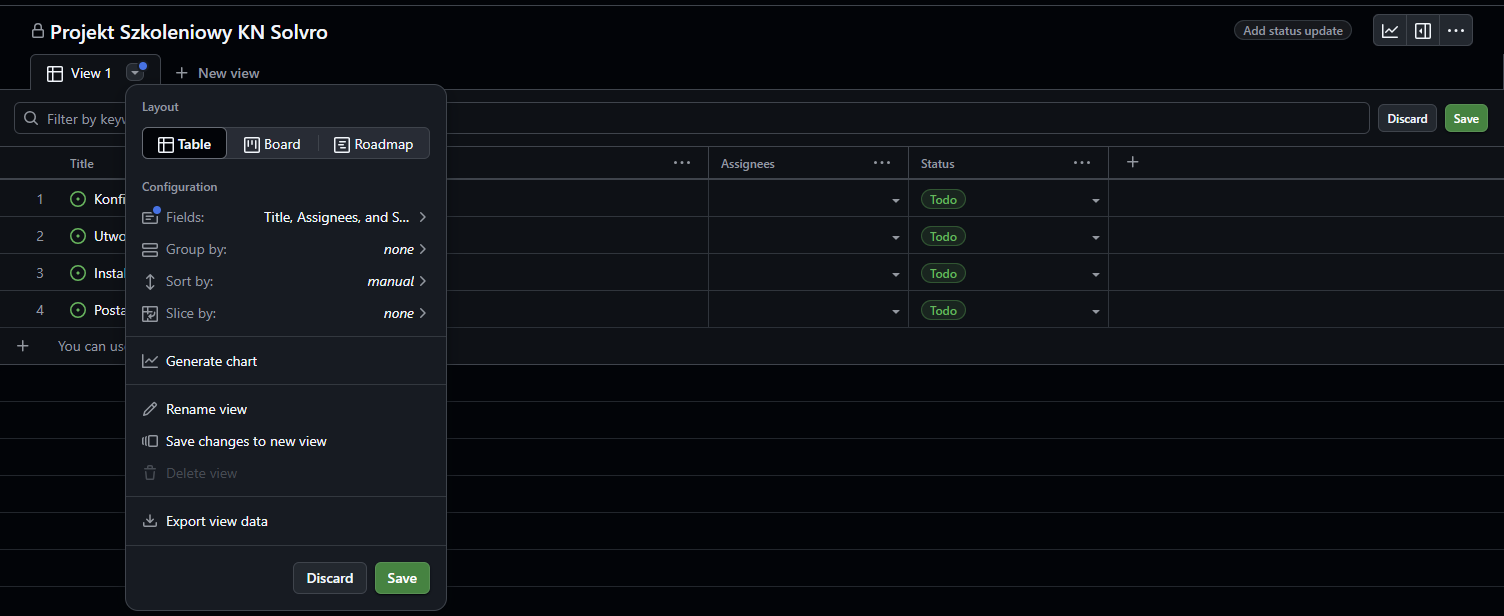 Projekt Szkoleniowy KN Solvro
Add status update
View 1
New view
Layout
Filter by keyw
Discard
Save
Table
Board
Roadmap
Title
Assignees
Status
Configuration
1
Konfi
Todo
Fields:
Title, Assignees, and S...
2
Utwo
Todo
Group by:
none
3
Instal
Todo
Sort by:
manual
4
Posta
Todo
Slice by:
none
You can us
Generate chart
Rename view
Save changes to new view
Delete view
Export view data
Discard
Save